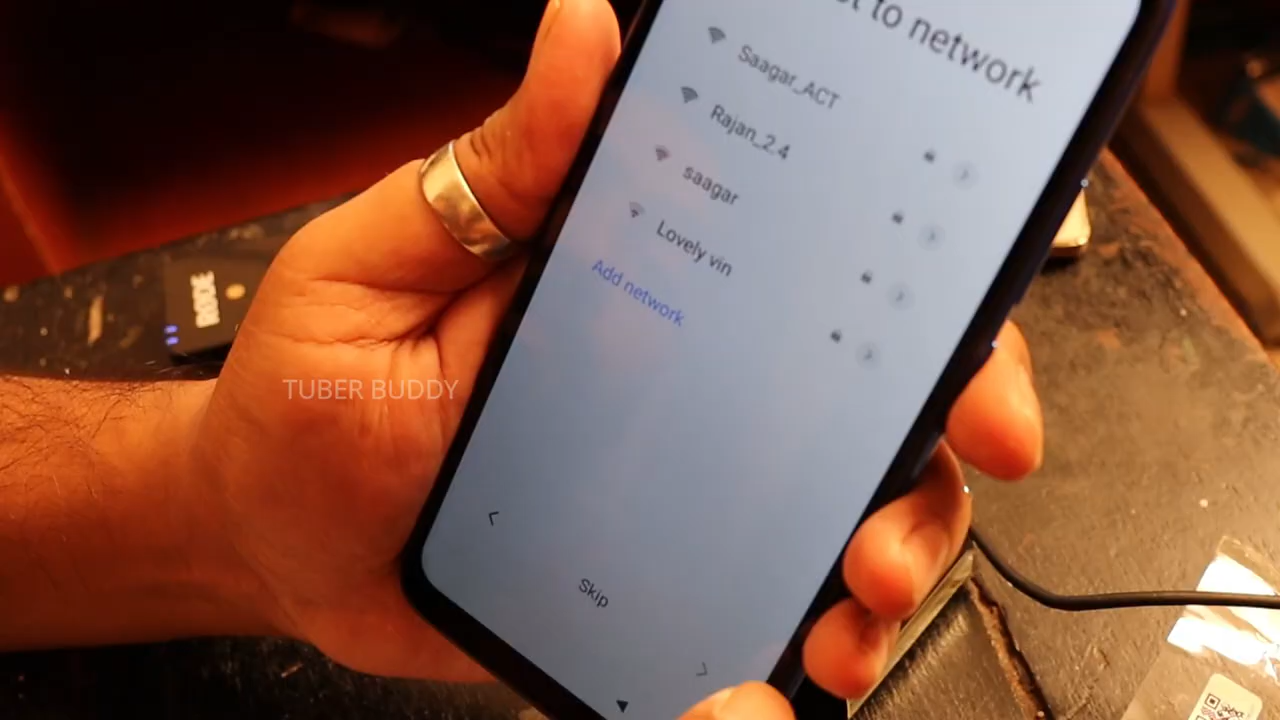 to network
Saagar_ACT
Rajan_2.4
saagar
Lovely vin
Add network
Skip
RODE
TUBER BUDDY